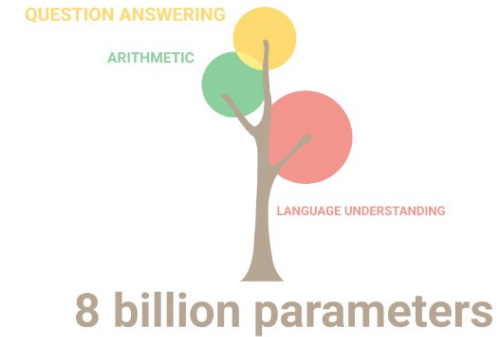 QUESTION ANSWERING
ARITHMETIC
LANGUAGE UNDERSTANDING
8 billion parameters